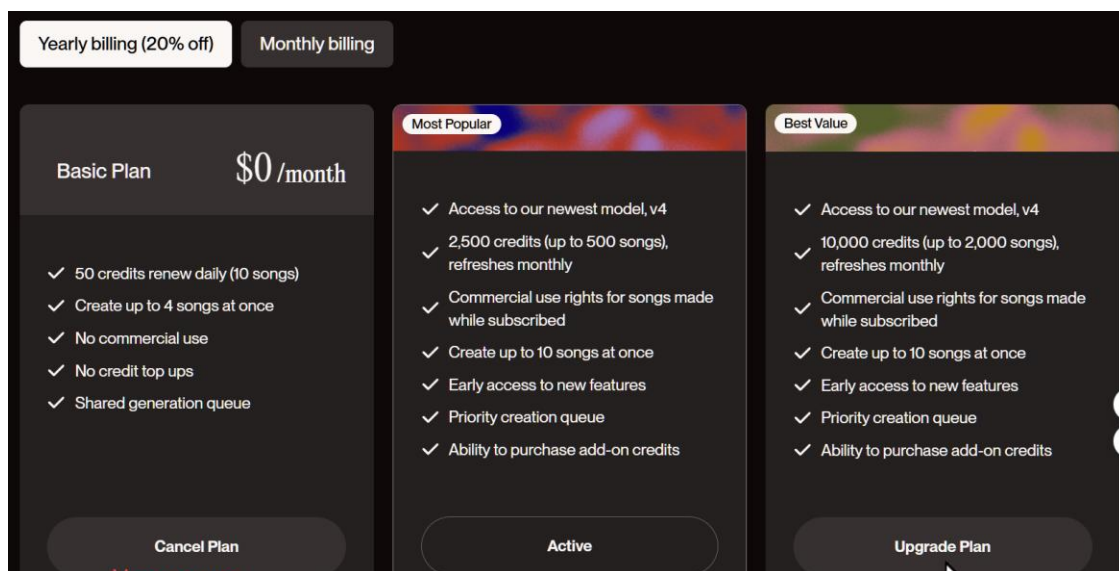 Yearly billing (20% off)
Monthly billing
Basic Plan
$0 /month
50 credits renew daily (10 songs)
Create up to 4 songs at once
No commercial use
No credit top ups
Shared generation queue
Cancel Plan
Most Popular
Access to our newest model, v4
2,500 credits (up to 500 songs),
refreshes monthly
Commercial use rights for songs made
while subscribed
Create up to 10 songs at once
Early access to new features
Priority creation queue
Ability to purchase add-on credits
Active
Best Value
Access to our newest model, v4
10,000 credits (up to 2,000 songs),
refreshes monthly
Commercial use rights for songs made
while subscribed
Create up to 10 songs at once
Early access to new features
Priority creation queue
Ability to purchase add-on credits
Upgrade Plan